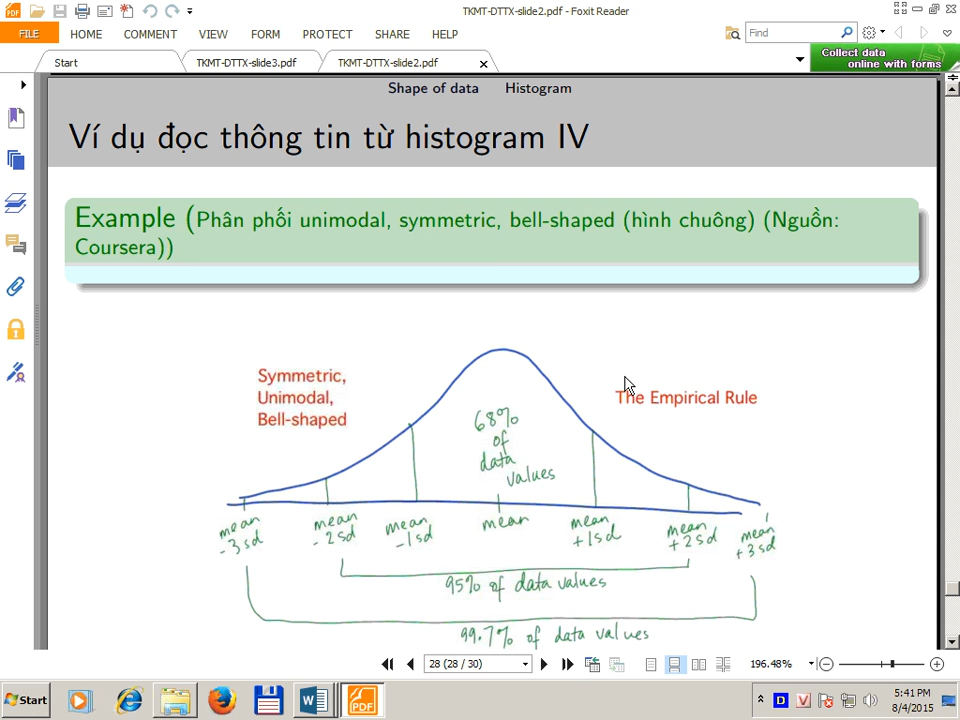 TKMT-DTTX-slide2.pdf - Foxit Reader
FILE HOME COMMENT VIEW FORM PROTECT SHARE HELP
Find
Collect data
online with forms
Start TKMT-DTTX-slide3.pdf TKMT-DTTX-slide2.pdf
Shape of data Histogram
Ví dụ đọc thông tin từ histogram IV
Example (Phân phối unimodal, symmetric, bell-shaped (hình chuông) (Nguồn:
Coursera))
Symmetric,
Unimodal,
Bell-shaped
The Empirical Rule
68%
of
data
values
mean
-3sd
mean
-2sd
mean
-1sd
mean
mean
+1sd
mean
+2sd
mean
+3sd
95% of data values
99.7% of data values
28 (28 / 30)
196.48%
Start
PDF
D
V
5:41 PM
8/4/2015